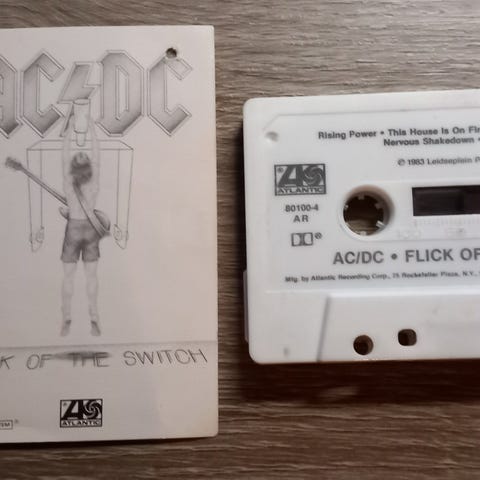 AC/DC
K OF THE SWITCH
ATLANTIC
Rising Power • This House Is On Fi
Nervous Shakedown •
℗ 1983 Leidseplein P
ATLANTIC
80100-4
AR
AC/DC • FLICK OF
Mfg. by Atlantic Recording Corp., 75 Rockefeller Plaza, N.Y.,